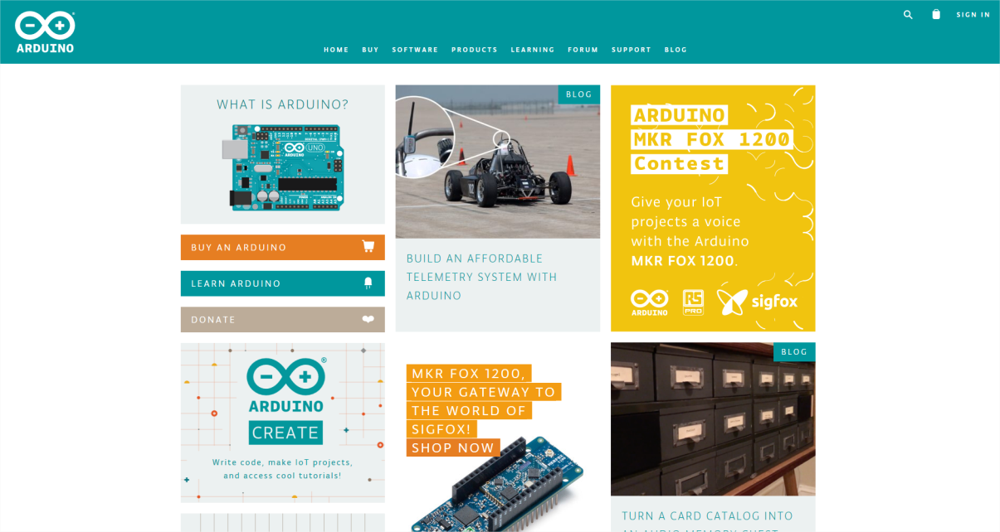 SIGN IN
ARDUINO
HOME BUY SOFTWARE PRODUCTS LEARNING FORUM SUPPORT BLOG
WHAT IS ARDUINO?
ARDUINO
UNO
BUY AN ARDUINO
LEARN ARDUINO
DONATE
ARDUINO
CREATE
Write code, make IoT projects,
and access cool tutorials!
BLOG
BUILD AN AFFORDABLE
TELEMETRY SYSTEM WITH
ARDUINO
MKR FOX 1200,
YOUR GATEWAY TO
THE WORLD OF
SIGFOX!
SHOP NOW
ARDUINO
MKR FOX 1200
Contest
Give your IoT
projects a voice
with the Arduino
MKR FOX 1200.
ARDUINO
RS
PRO
sigfox
BLOG
TURN A CARD CATALOG INTO
AN AUDIO MEMORY CHEST